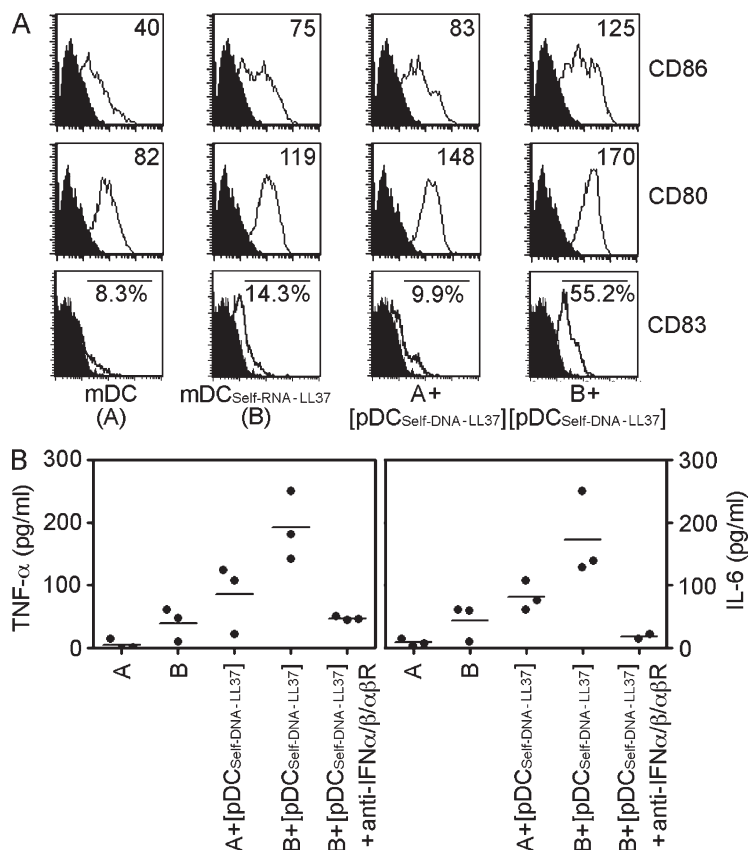 A
40 75 83 125 CD86
82 119 148 170 CD80
8.3% 14.3% 9.9% 55.2% CD83
mDC mDCSelf-RNA-LL37 A+ B+
(A) (B) [pDCSelf-DNA-LL37] [pDCSelf-DNA-LL37]
B
300 300
200 200
100 100
0 0
TNF-α (pg/ml)
IL-6 (pg/ml)
A
B
A+[pDCSelf-DNA-LL37]
B+[pDCSelf-DNA-LL37]
B+[pDCSelf-DNA-LL37]
+anti-IFNα/β/αβR
A
B
A+[pDCSelf-DNA-LL37]
B+[pDCSelf-DNA-LL37]
B+[pDCSelf-DNA-LL37]
+anti-IFNα/β/αβR